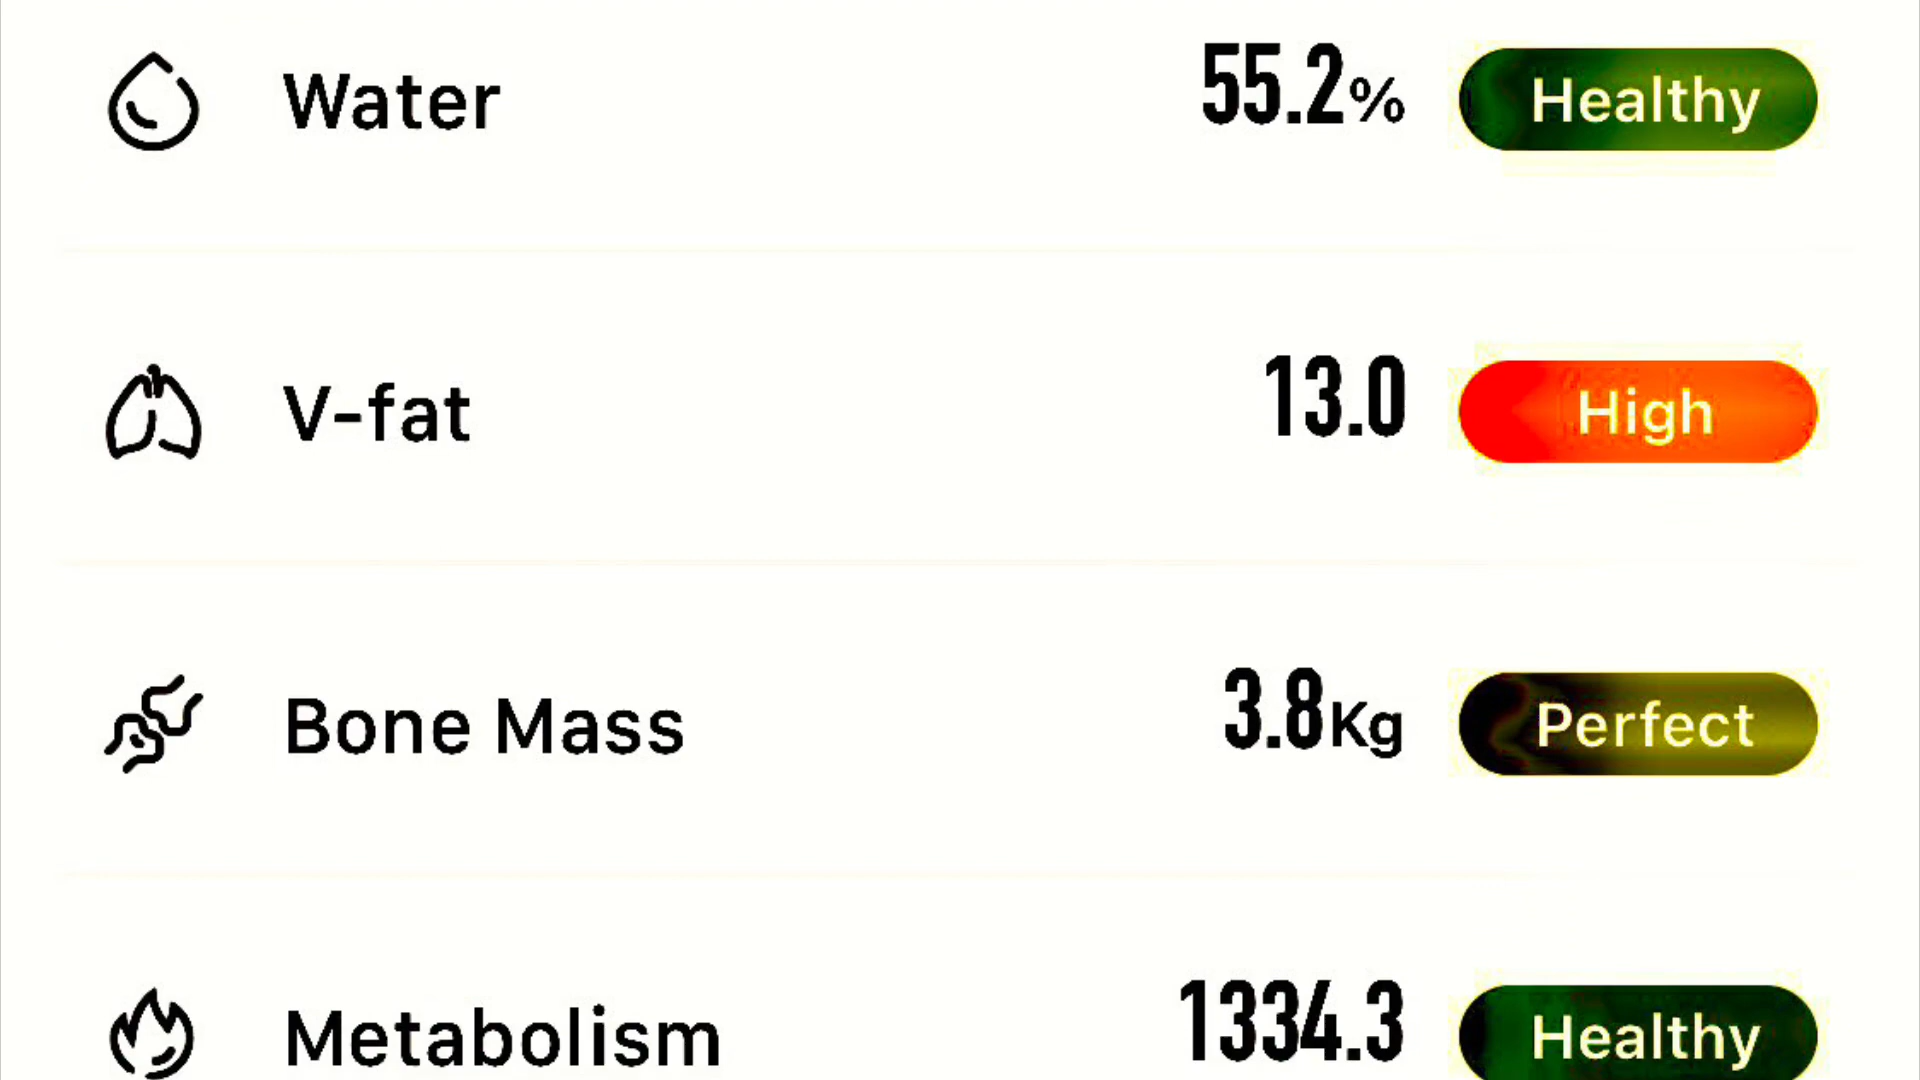 Water 55.2% Healthy
V-fat 13.0 High
Bone Mass 3.8Kg Perfect
Metabolism 1334.3 Healthy